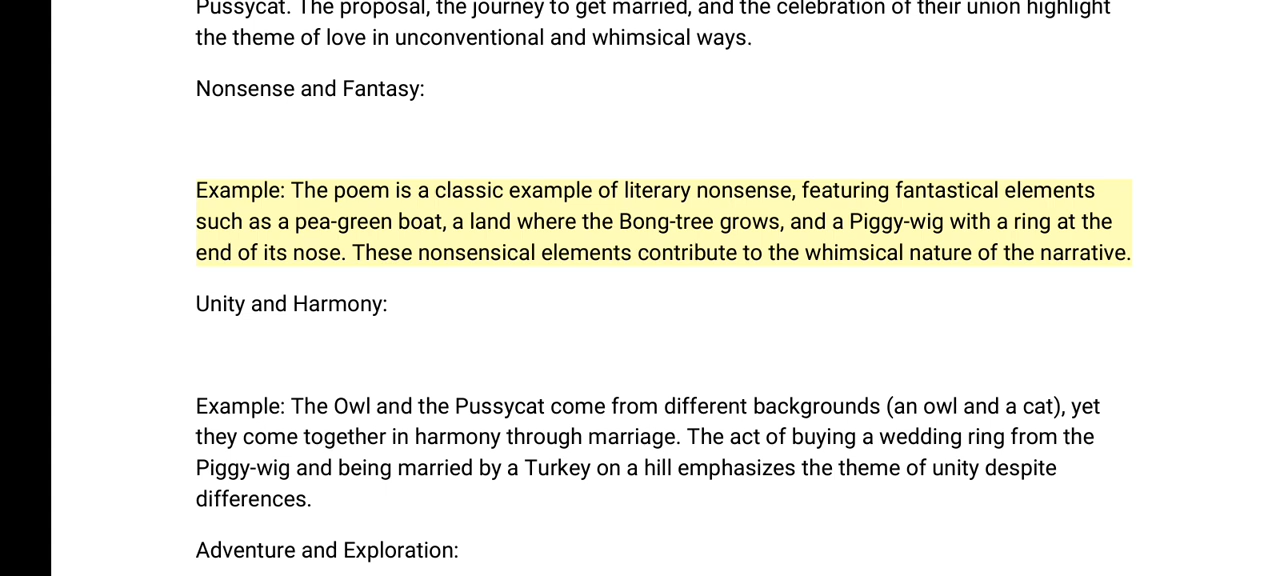 Pussycat. The proposal, the journey to get married, and the celebration of their union highlight
the theme of love in unconventional and whimsical ways.
Nonsense and Fantasy:
Example: The poem is a classic example of literary nonsense, featuring fantastical elements
such as a pea-green boat, a land where the Bong-tree grows, and a Piggy-wig with a ring at the
end of its nose. These nonsensical elements contribute to the whimsical nature of the narrative.
Unity and Harmony:
Example: The Owl and the Pussycat come from different backgrounds (an owl and a cat), yet
they come together in harmony through marriage. The act of buying a wedding ring from the
Piggy-wig and being married by a Turkey on a hill emphasizes the theme of unity despite
differences.
Adventure and Exploration: